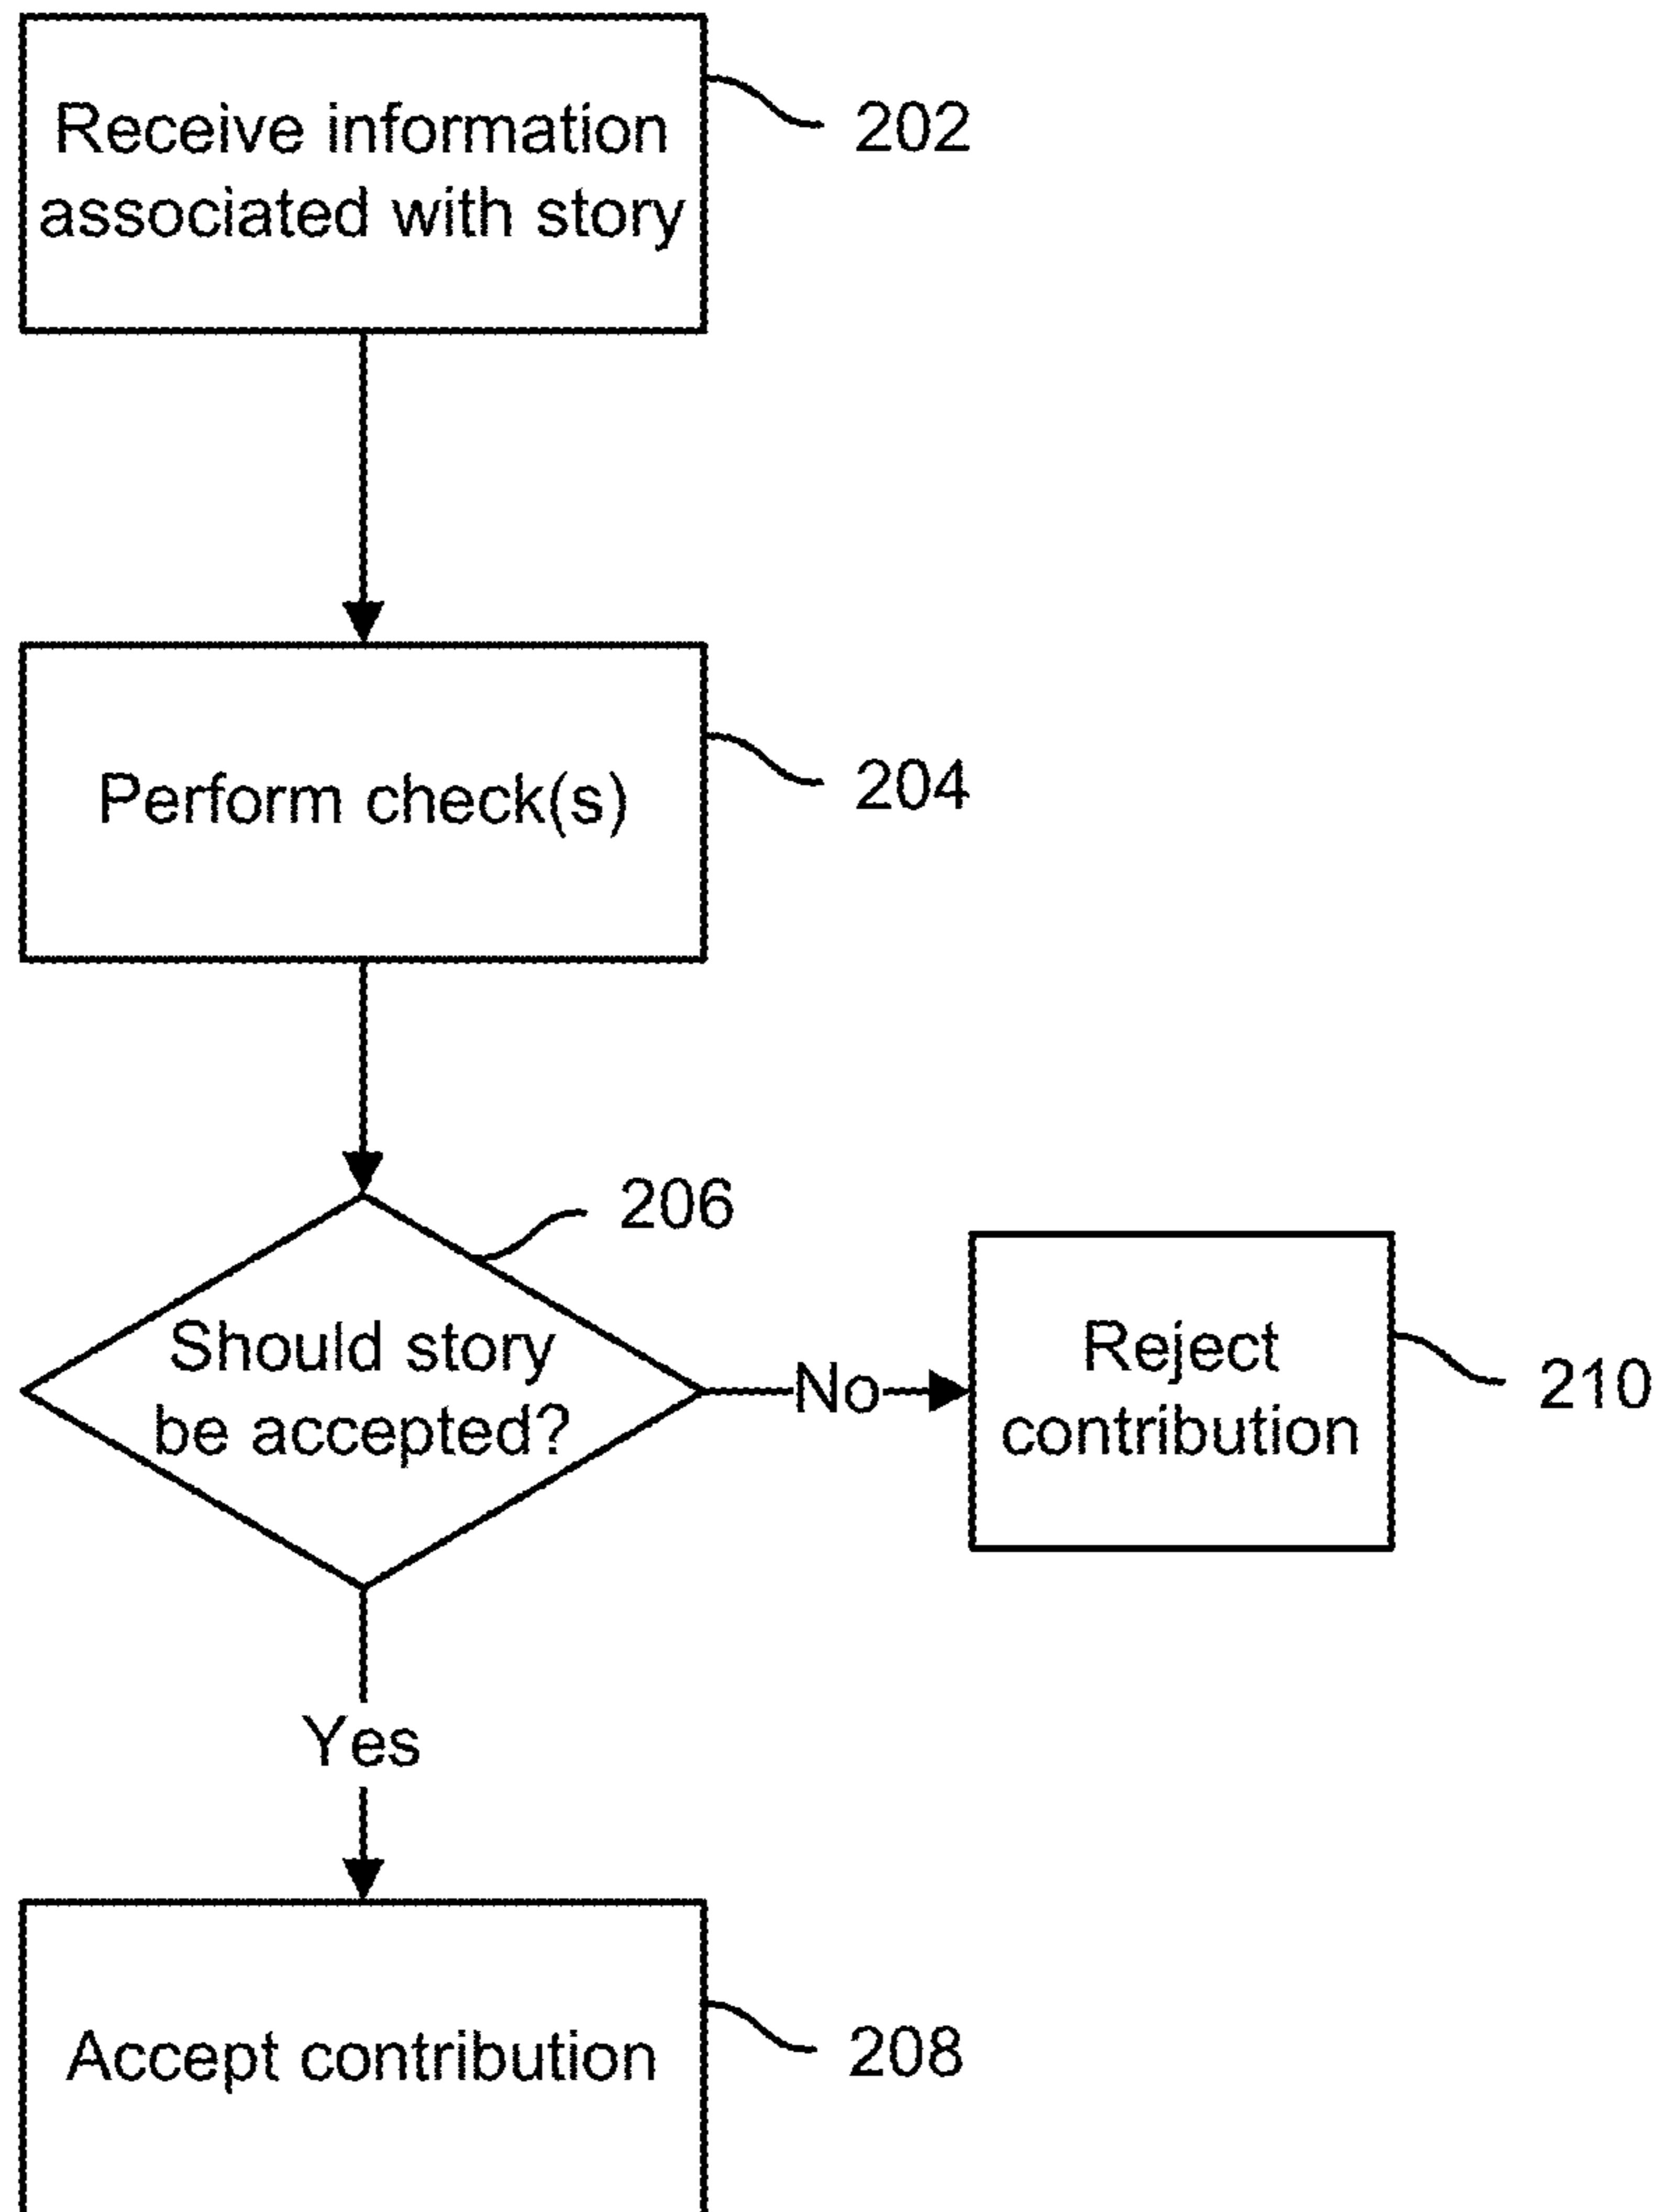 Receive information
associated with story
202
Perform check(s)
204
206
Should story
be accepted?
No
Reject
contribution
210
Yes
Accept contribution
208